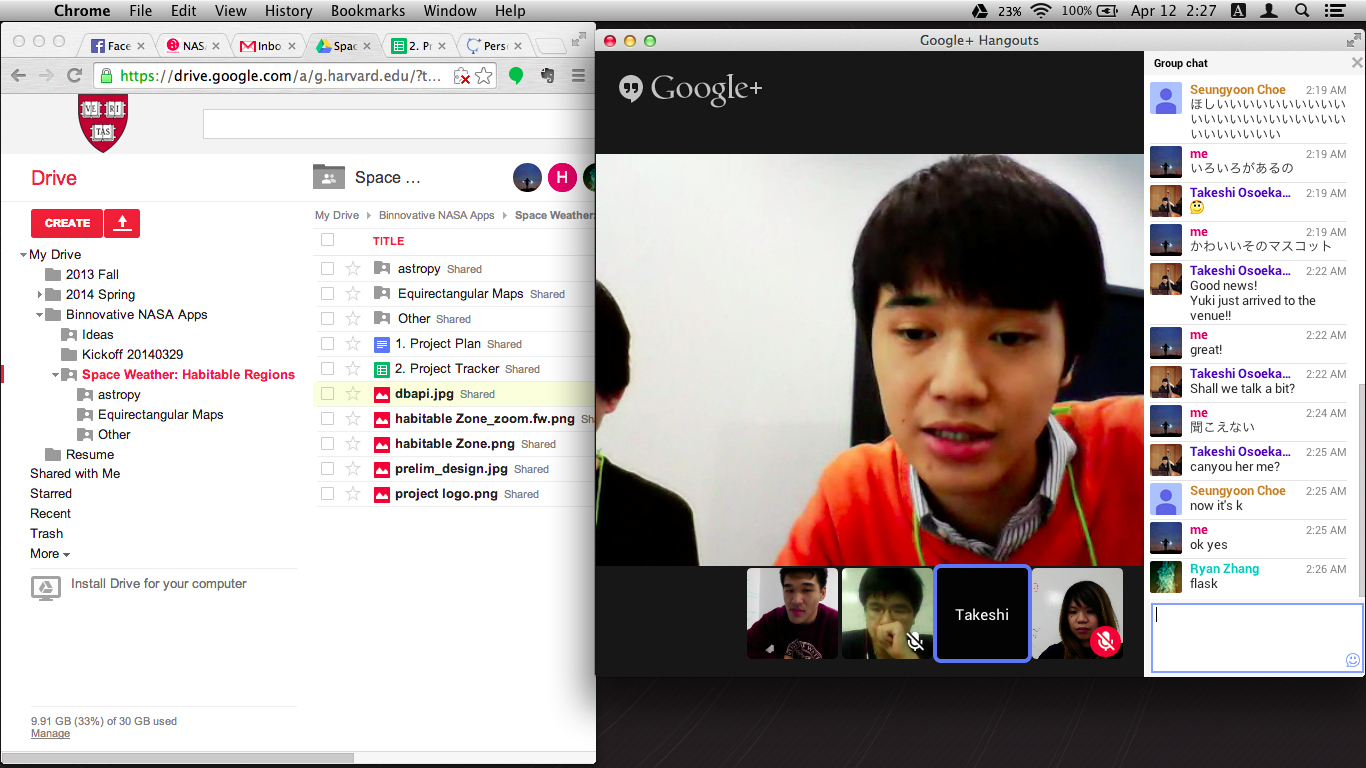 Chrome File Edit View History Bookmarks Window Help 23% 100% Apr 12 2:27 A
Face NASA Inbo Spac 2. Pr Pers
https://drive.google.com/a/g.harvard.edu/?t...
VE RI TAS
Drive
CREATE
My Drive
2013 Fall
2014 Spring
Binnovative NASA Apps
Ideas
Kickoff 20140329
Space Weather: Habitable Regions
astropy
Equirectangular Maps
Other
Resume
Shared with Me
Starred
Recent
Trash
More
Install Drive for your computer
9.91 GB (33%) of 30 GB used
Manage
Space ... H
My Drive Binnovative NASA Apps Space Weather:
TITLE
astropy Shared
Equirectangular Maps Shared
Other Shared
1. Project Plan Shared
2. Project Tracker Shared
dbapi.jpg Shared
habitable Zone_zoom.fw.png Sh
habitable Zone.png Shared
prelim_design.jpg Shared
project logo.png Shared
Google+ Hangouts
Google+
Takeshi
Group chat
Seungyoon Choe 2:19 AM
ほしいいいいいいいいいい
いいいいいいいいいいいい
いいいいいいい
me 2:19 AM
いろいろがあるの
Takeshi Osoeka... 2:19 AM
me 2:19 AM
かわいいそのマスコット
Takeshi Osoeka... 2:22 AM
Good news!
Yuki just arrived to the
venue!!
me 2:22 AM
great!
Takeshi Osoeka... 2:22 AM
Shall we talk a bit?
me 2:24 AM
聞こえない
Takeshi Osoeka... 2:25 AM
canyou her me?
Seungyoon Choe 2:25 AM
now it's k
me 2:25 AM
ok yes
Ryan Zhang 2:26 AM
flask